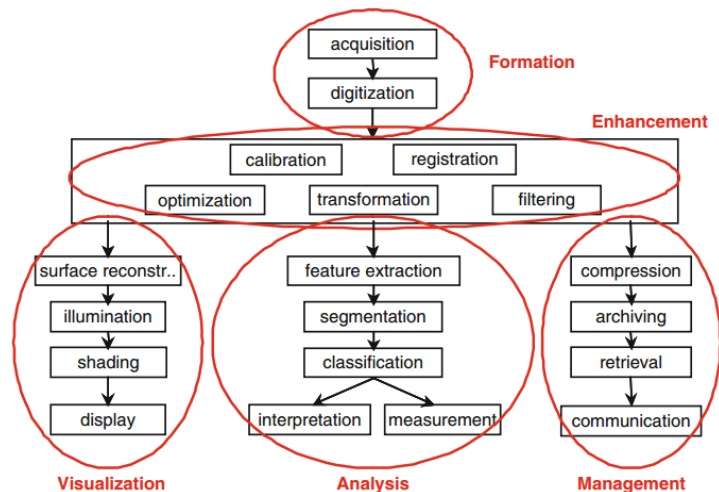 acquisition
Formation
digitization
Enhancement
calibration
registration
optimization
transformation
filtering
surface reconstr..
feature extraction
compression
illumination
segmentation
archiving
shading
classification
retrieval
display
interpretation
measurement
communication
Visualization
Analysis
Management